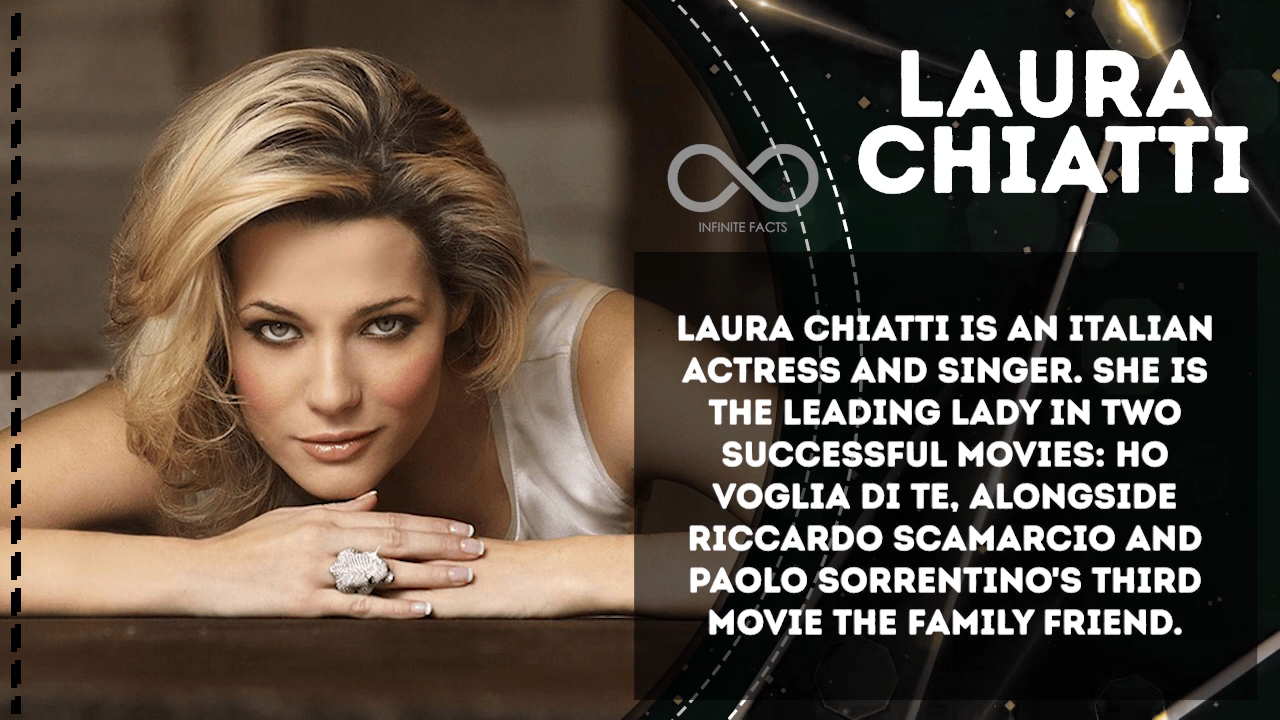 LAURA
CHIATTI
INFINITE FACTS
LAURA CHIATTI IS AN ITALIAN
ACTRESS AND SINGER. SHE IS
THE LEADING LADY IN TWO
SUCCESSFUL MOVIES: HO
VOGLIA DI TE, ALONGSIDE
RICCARDO SCAMARCIO AND
PAOLO SORRENTINO'S THIRD
MOVIE THE FAMILY FRIEND.